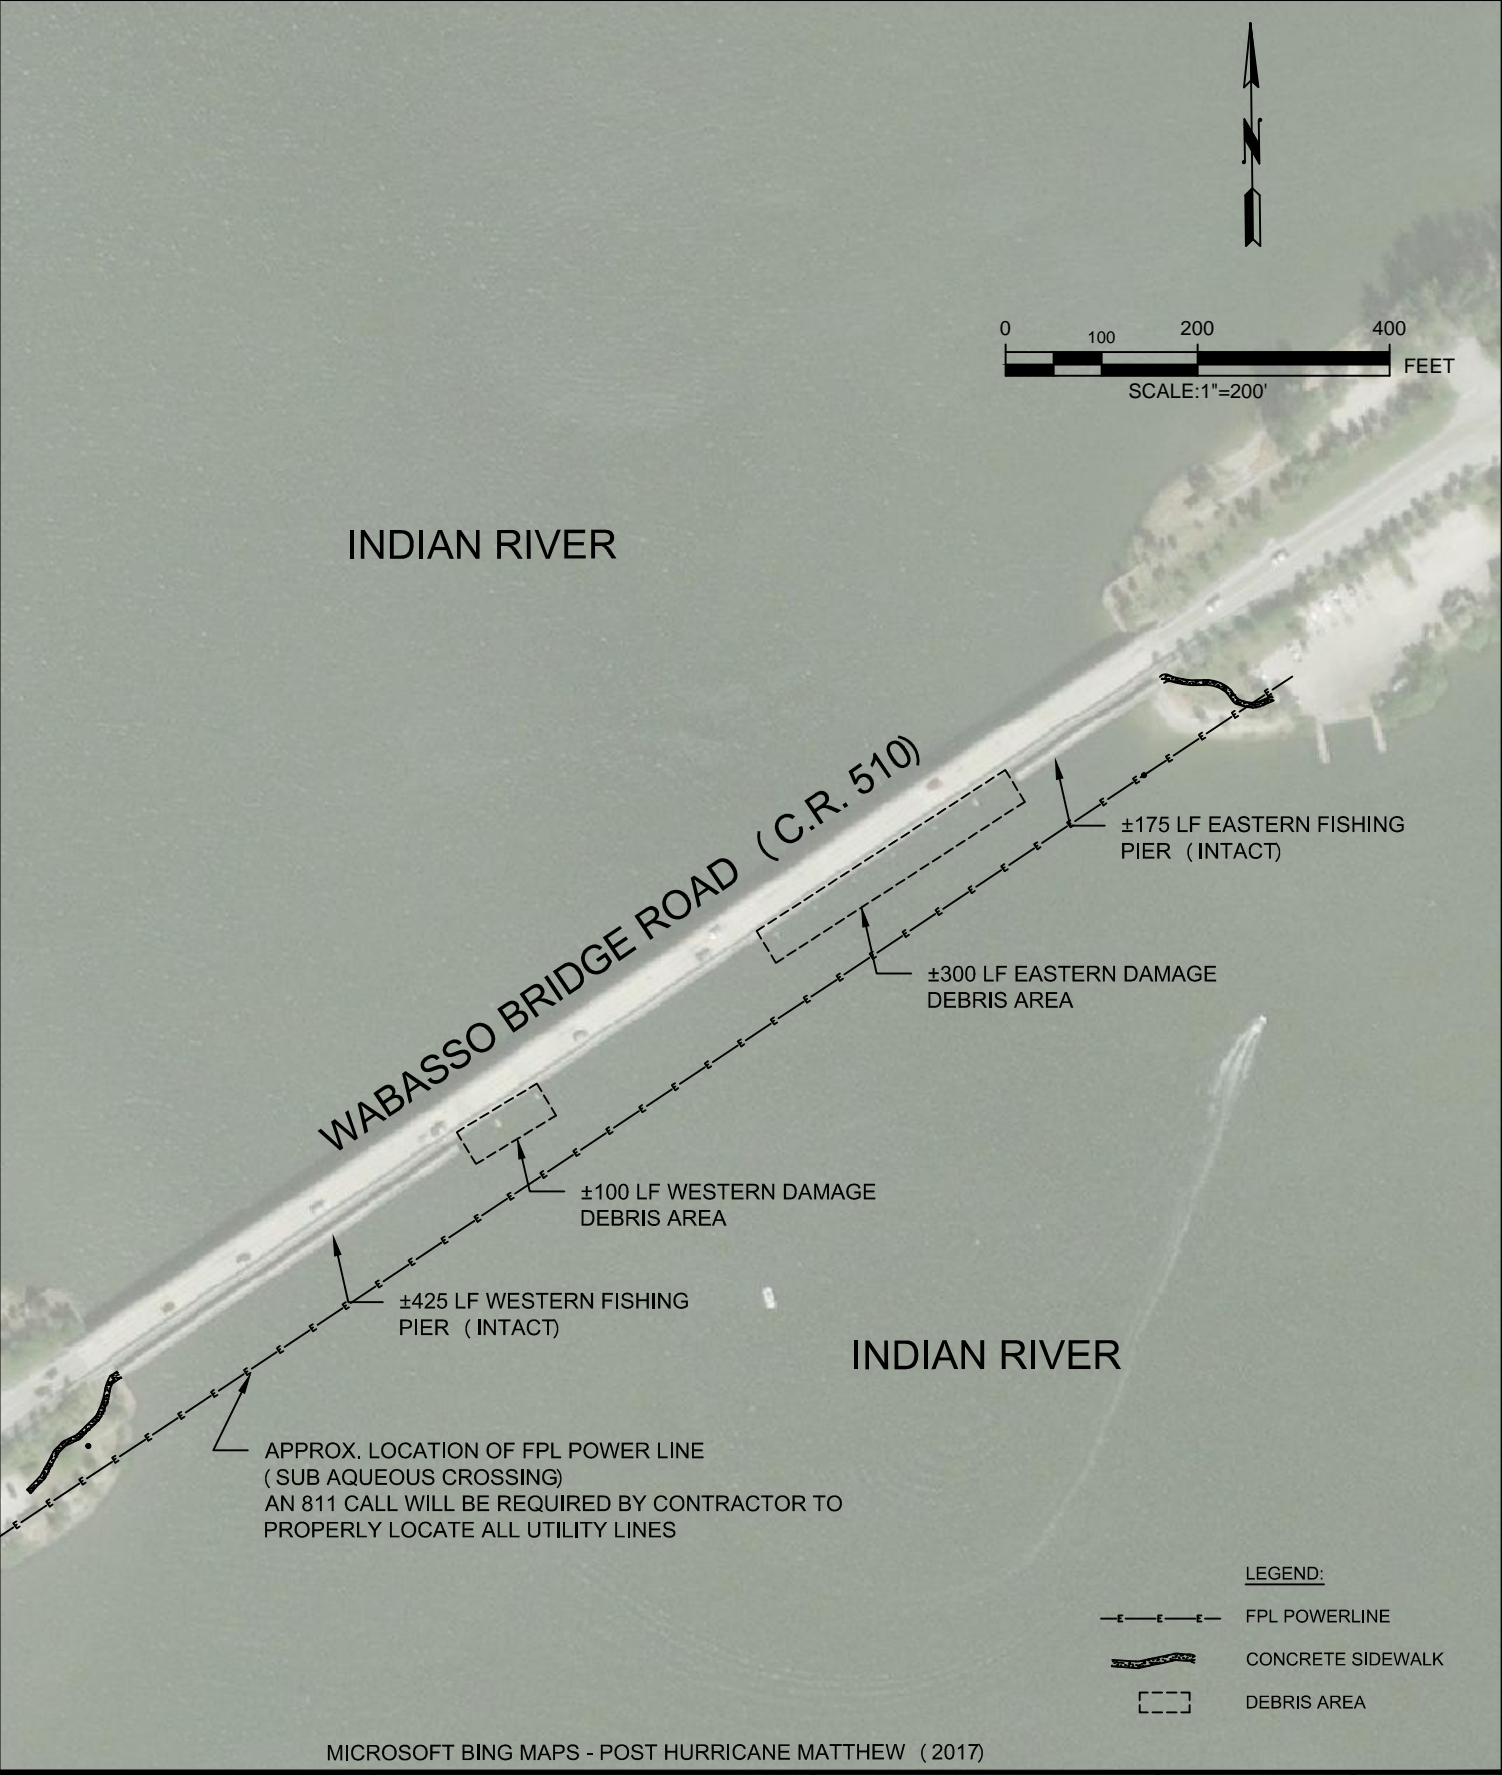 N
0 100 200 400
FEET
SCALE:1"=200'
INDIAN RIVER
WABASSO BRIDGE ROAD (C.R. 510)
±175 LF EASTERN FISHING
PIER (INTACT)
±300 LF EASTERN DAMAGE
DEBRIS AREA
±100 LF WESTERN DAMAGE
DEBRIS AREA
±425 LF WESTERN FISHING
PIER (INTACT)
INDIAN RIVER
APPROX. LOCATION OF FPL POWER LINE
(SUB AQUEOUS CROSSING)
AN 811 CALL WILL BE REQUIRED BY CONTRACTOR TO
PROPERLY LOCATE ALL UTILITY LINES
LEGEND:
E E E FPL POWERLINE
CONCRETE SIDEWALK
DEBRIS AREA
MICROSOFT BING MAPS - POST HURRICANE MATTHEW (2017)